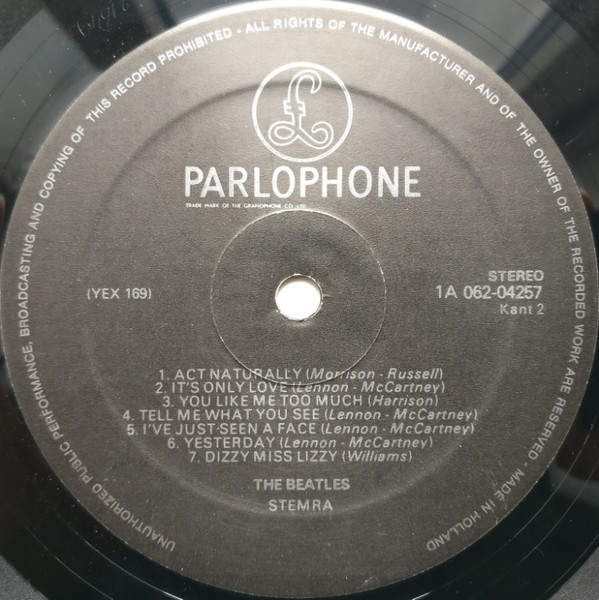 UNAUTHORIZED PUBLIC PERFORMANCE, BROADCASTING AND COPYING OF THIS RECORD PROHIBITED - ALL RIGHTS OF THE MANUFACTURER AND OF THE OWNER OF THE RECORDED WORK ARE RESERVED - MADE IN HOLLAND
PARLOPHONE
TRADE MARK OF THE GRAMOPHONE CO. LTD.
STEREO
(YEX 169)
1A 062-04257
Kant 2
1. ACT NATURALLY (Morrison - Russell)
2. IT'S ONLY LOVE (Lennon - McCartney)
3. YOU LIKE ME TOO MUCH (Harrison)
4. TELL ME WHAT YOU SEE (Lennon - McCartney)
5. I'VE JUST SEEN A FACE (Lennon - McCartney)
6. YESTERDAY (Lennon - McCartney)
7. DIZZY MISS LIZZY (Williams)
THE BEATLES
STEMRA